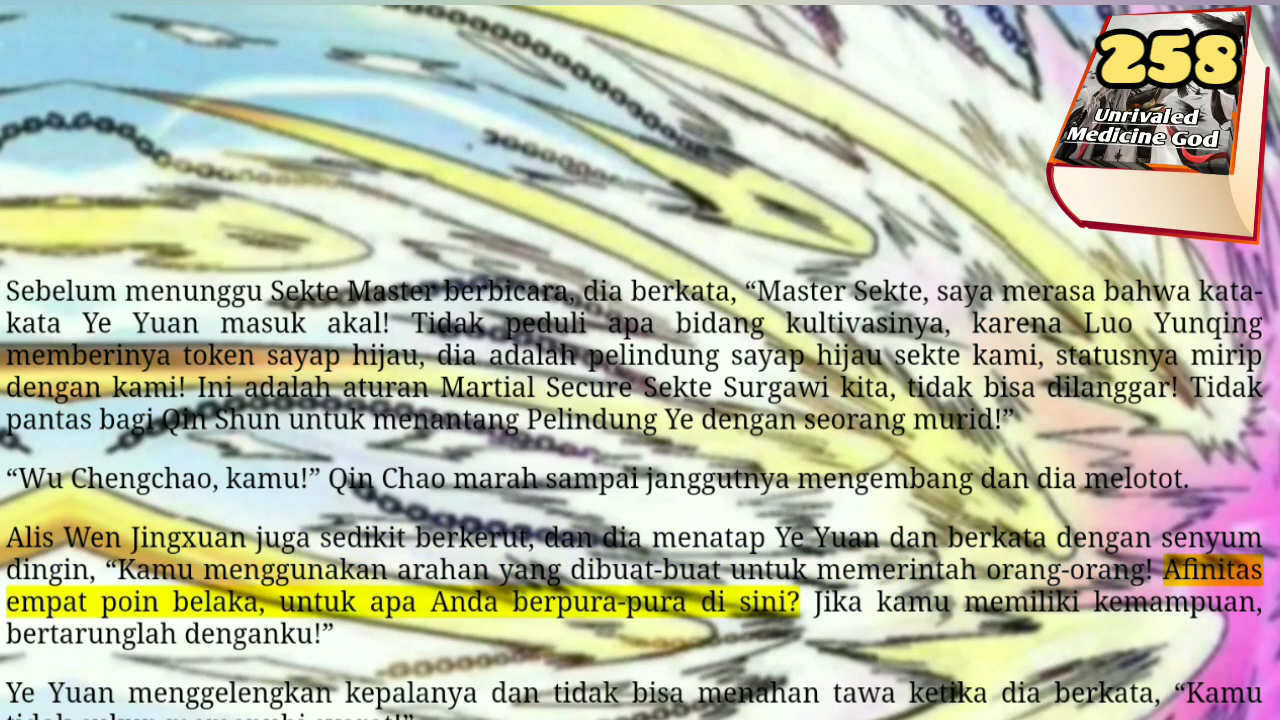 258
Unrivaled
Medicine God
Sebelum menunggu Sekte Master berbicara, dia berkata, “Master Sekte, saya merasa bahwa kata-
kata Ye Yuan masuk akal! Tidak peduli apa bidang kultivasinya, karena Luo Yunqing
memberinya token sayap hijau, dia adalah pelindung sayap hijau sekte kami, statusnya mirip
dengan kami! Ini adalah aturan Martial Secure Sekte Surgawi kita, tidak bisa dilanggar! Tidak
pantas bagi Qin Shun untuk menantang Pelindung Ye dengan seorang murid!”
“Wu Chengchao, kamu!” Qin Chao marah sampai janggutnya mengembang dan dia melotot.
Alis Wen Jingxuan juga sedikit berkerut, dan dia menatap Ye Yuan dan berkata dengan senyum
dingin, “Kamu menggunakan arahan yang dibuat-buat untuk memerintah orang-orang! Afinitas
empat poin belaka, untuk apa Anda berpura-pura di sini? Jika kamu memiliki kemampuan,
bertarunglah denganku!”
Ye Yuan menggelengkan kepalanya dan tidak bisa menahan tawa ketika dia berkata, “Kamu